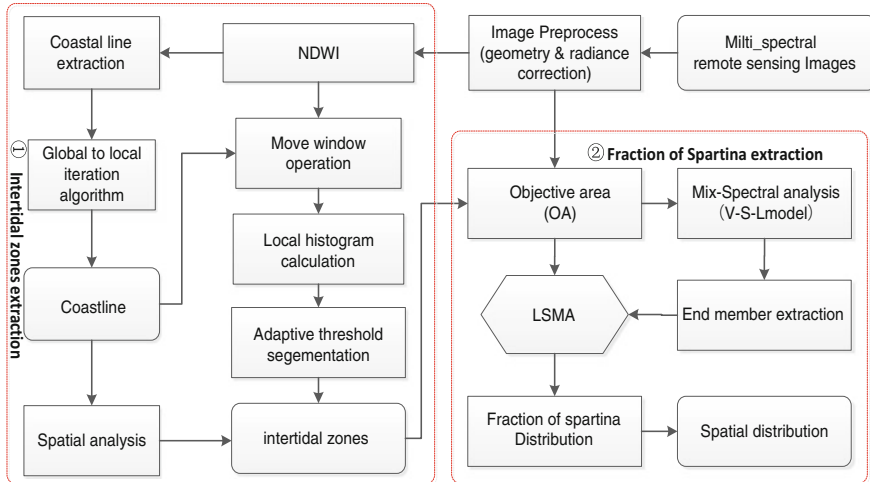 Coastal line
extraction
NDWI
Image Preprocess
(geometry & radiance
correction)
Milti_spectral
remote sensing Images
① Intertidal zones extraction
Global to local
iteration
algorithm
Move window
operation
② Fraction of Spartina extraction
Objective area
(OA)
Mix-Spectral analysis
(V-S-Lmodel)
Local histogram
calculation
Coastline
LSMA
End member extraction
Adaptive threshold
segementation
Spatial analysis
intertidal zones
Fraction of spartina
Distribution
Spatial distribution